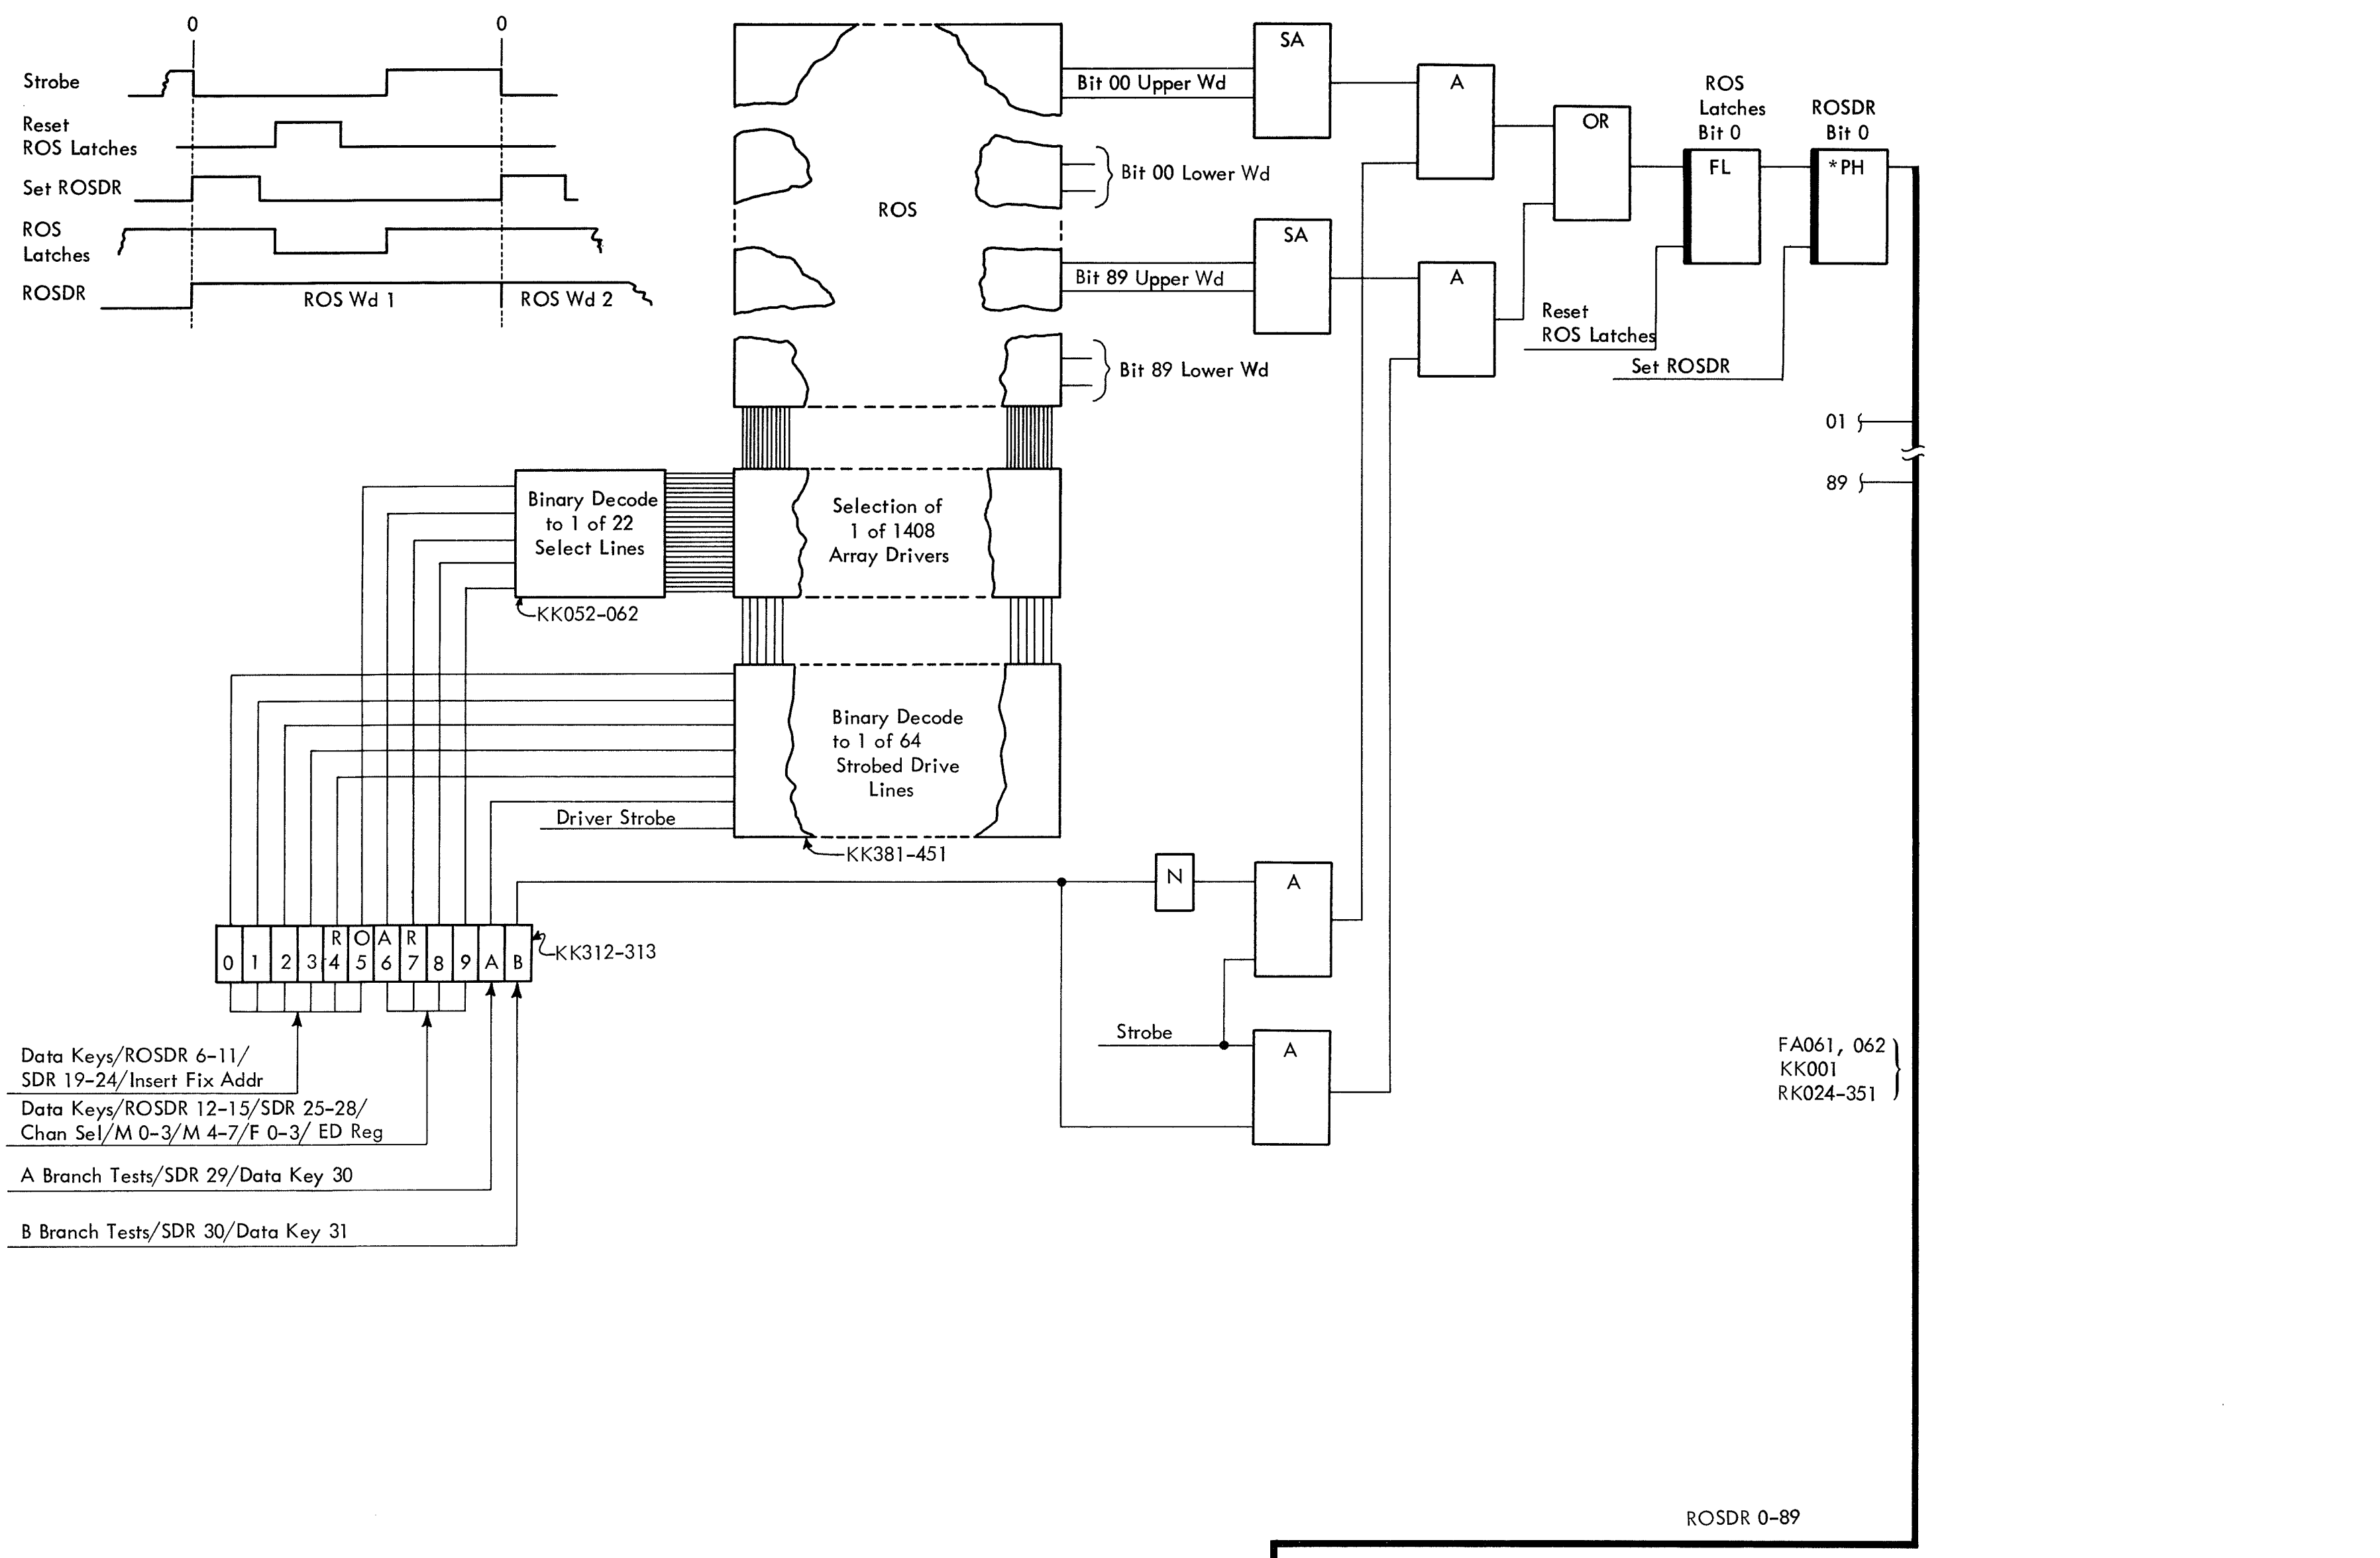 0
0
Strobe
Reset
ROS Latches
Set ROSDR
ROS
Latches
ROSDR
ROS Wd 1
ROS Wd 2
ROS
Bit 00 Upper Wd
Bit 00 Lower Wd
Bit 89 Upper Wd
Bit 89 Lower Wd
SA
SA
A
A
OR
ROS
Latches
Bit 0
FL
ROSDR
Bit 0
*PH
Reset
ROS Latches
Set ROSDR
01
89
Binary Decode
to 1 of 22
Select Lines
KK052-062
Selection of
1 of 1408
Array Drivers
Binary Decode
to 1 of 64
Strobed Drive
Lines
Driver Strobe
KK381-451
N
A
Strobe
A
R O A R
0 1 2 3 4 5 6 7 8 9 A B
KK312-313
Data Keys/ROSDR 6-11/
SDR 19-24/Insert Fix Addr
Data Keys/ROSDR 12-15/SDR 25-28/
Chan Sel/M 0-3/M 4-7/F 0-3/ ED Reg
A Branch Tests/SDR 29/Data Key 30
B Branch Tests/SDR 30/Data Key 31
FA061, 062
KK001
RK024-351
ROSDR 0-89